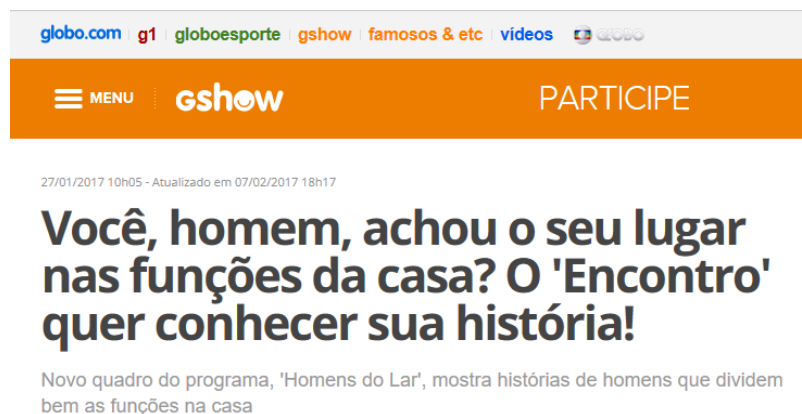 globo.com g1 globoesporte gshow famosos & etc vídeos GLOBO
MENU gshow PARTICIPE
27/01/2017 10h05 - Atualizado em 07/02/2017 18h17
Você, homem, achou o seu lugar
nas funções da casa? O 'Encontro'
quer conhecer sua história!
Novo quadro do programa, 'Homens do Lar', mostra histórias de homens que dividem
bem as funções na casa